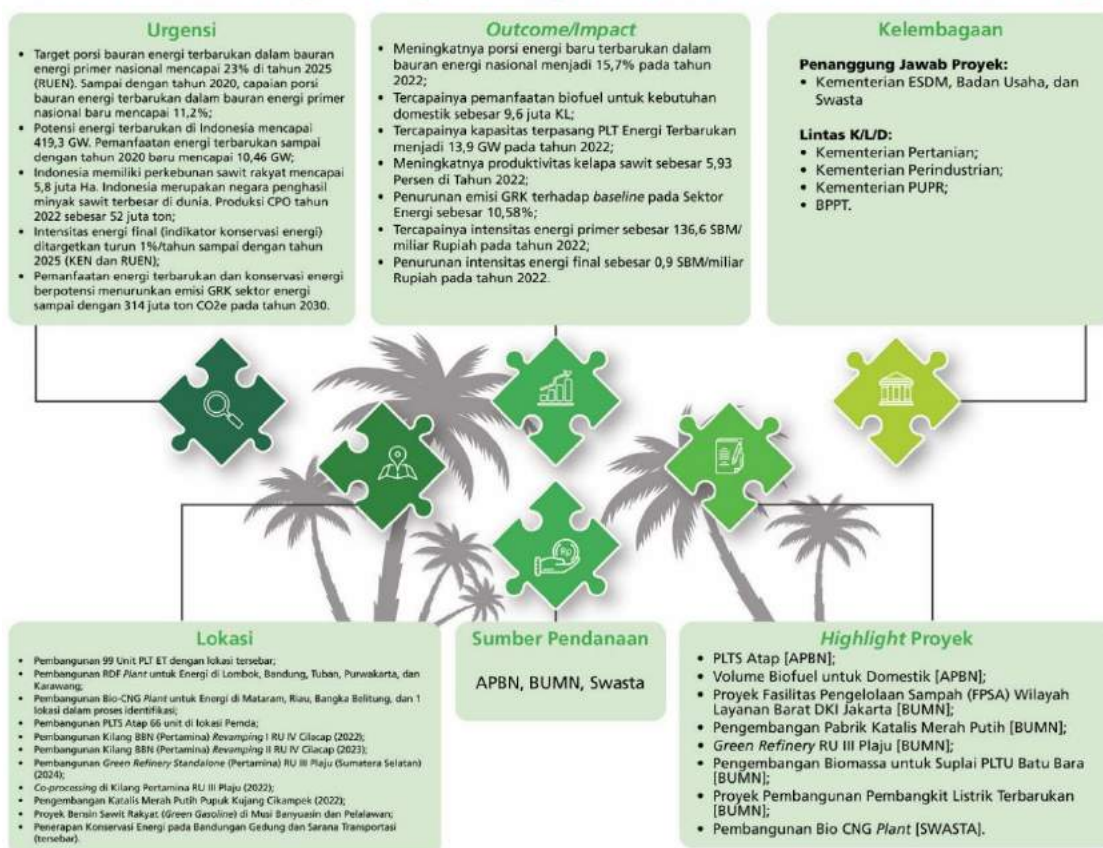 Urgensi
• Target porsi bauran energi terbarukan dalam bauran
energi primer nasional mencapai 23% di tahun 2025
(RUEN). Sampai dengan tahun 2020, capaian porsi
bauran energi terbarukan dalam bauran energi primer
nasional baru mencapai 11,2%;
• Potensi energi terbarukan di Indonesia mencapai
419,3 GW. Pemanfaatan energi terbarukan sampai
dengan tahun 2020 baru mencapai 10,46 GW;
• Indonesia memiliki perkebunan sawit rakyat mencapai
5,8 juta Ha. Indonesia merupakan negara penghasil
minyak sawit terbesar di dunia. Produksi CPO tahun
2022 sebesar 52 juta ton;
• Intensitas energi final (indikator konservasi energi)
ditargetkan turun 1%/tahun sampai dengan tahun
2025 (KEN dan RUEN);
• Pemanfaatan energi terbarukan dan konservasi energi
berpotensi menurunkan emisi GRK sektor energi
sampai dengan 314 juta ton CO2e pada tahun 2030.
Outcome/Impact
• Meningkatnya porsi energi baru terbarukan dalam
bauran energi nasional menjadi 15,7% pada tahun
2022;
• Tercapainya pemanfaatan biofuel untuk kebutuhan
domestik sebesar 9,6 juta KL;
• Tercapainya kapasitas terpasang PLT Energi Terbarukan
menjadi 13,9 GW pada tahun 2022;
• Meningkatnya produktivitas kelapa sawit sebesar 5,93
Persen di Tahun 2022;
• Penurunan emisi GRK terhadap baseline pada Sektor
Energi sebesar 10,58%;
• Tercapainya intensitas energi primer sebesar 136,6 SBM/
miliar Rupiah pada tahun 2022;
• Penurunan intensitas energi final sebesar 0,9 SBM/miliar
Rupiah pada tahun 2022.
Kelembagaan
Penanggung Jawab Proyek:
• Kementerian ESDM, Badan Usaha, dan
Swasta
Lintas K/L/D:
• Kementerian Pertanian;
• Kementerian Perindustrian;
• Kementerian PUPR;
• BPPT.
Rp
Lokasi
• Pembangunan 99 Unit PLT ET dengan lokasi tersebar;
• Pembangunan RDF Plant untuk Energi di Lombok, Bandung, Tuban, Purwakarta, dan
Karawang;
• Pembangunan Bio-CNG Plant untuk Energi di Mataram, Riau, Bangka Belitung, dan 1
lokasi dalam proses identifikasi;
• Pembangunan PLTS Atap 66 unit di lokasi Pemda;
• Pembangunan Kilang BBN (Pertamina) Revamping I RU IV Cilacap (2022);
• Pembangunan Kilang BBN (Pertamina) Revamping II RU IV Cilacap (2023);
• Pembangunan Green Refinery Standalone (Pertamina) RU III Plaju (Sumatera Selatan)
(2024);
• Co-processing di Kilang Pertamina RU III Plaju (2022);
• Pengembangan Katalis Merah Putih Pupuk Kujang Cikampek (2022);
• Proyek Bensin Sawit Rakyat (Green Gasoline) di Musi Banyuasin dan Pelalawan;
• Penerapan Konservasi Energi pada Bandungan Gedung dan Sarana Transportasi
(tersebar).
Sumber Pendanaan
APBN, BUMN, Swasta
Highlight Proyek
• PLTS Atap [APBN];
• Volume Biofuel untuk Domestik [APBN];
• Proyek Fasilitas Pengelolaan Sampah (FPSA) Wilayah
Layanan Barat DKI Jakarta [BUMN];
• Pengembangan Pabrik Katalis Merah Putih [BUMN];
• Green Refinery RU III Plaju [BUMN];
• Pengembangan Biomassa untuk Suplai PLTU Batu Bara
[BUMN];
• Proyek Pembangunan Pembangkit Listrik Terbarukan
[BUMN];
• Pembangunan Bio CNG Plant [SWASTA].